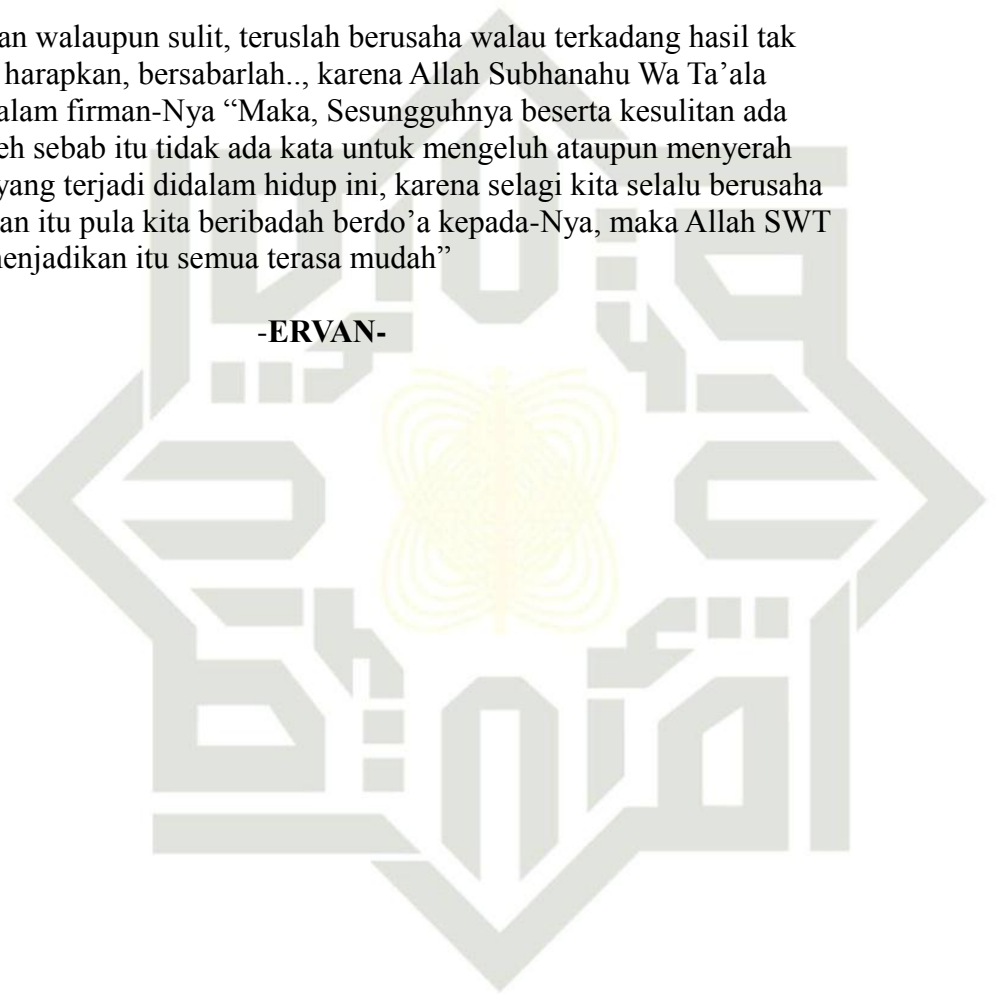 an walaupun sulit, teruslah berusaha walau terkadang hasil tak
harapkan, bersabarlah.., karena Allah Subhanahu Wa Ta’ala
alam firman-Nya “Maka, Sesungguhnya beserta kesulitan ada
eh sebab itu tidak ada kata untuk mengeluh ataupun menyerah
yang terjadi didalam hidup ini, karena selagi kita selalu berusaha
an itu pula kita beribadah berdo’a kepada-Nya, maka Allah SWT
enjadikan itu semua terasa mudah”
-ERVAN-